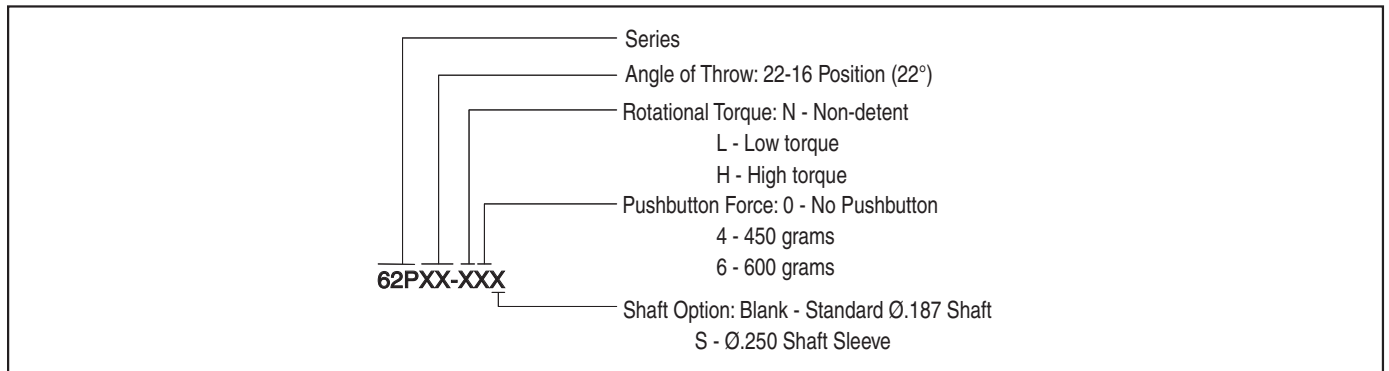 Series
Angle of Throw: 22-16 Position (22°)
Rotational Torque: N - Non-detent
L - Low torque
H - High torque
Pushbutton Force: 0 - No Pushbutton
4 - 450 grams
6 - 600 grams
62PXX-XXX
Shaft Option: Blank - Standard Ø.187 Shaft
S - Ø.250 Shaft Sleeve